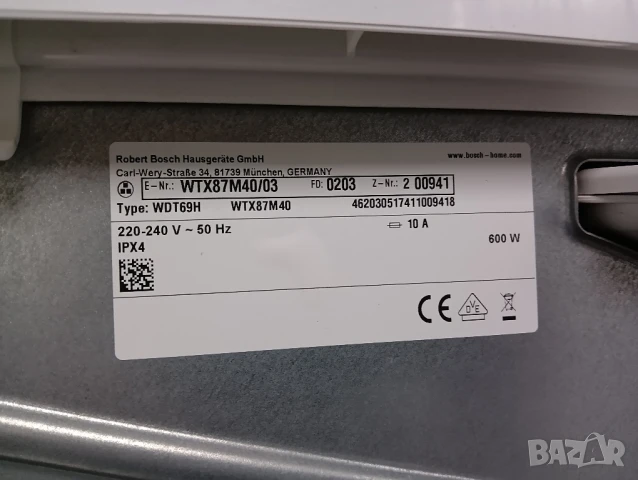 Robert Bosch Hausgeräte GmbH www.bosch-home.com
Carl-Wery-Straße 34, 81739 München, GERMANY
E-Nr.: WTX87M40/03 FD: 0203 Z-Nr.: 2 00941
Type: WDT69H WTX87M40 462030517411009418
220-240 V ~ 50 Hz 10 A
IPX4 600 W
CE DVE
BAZAR